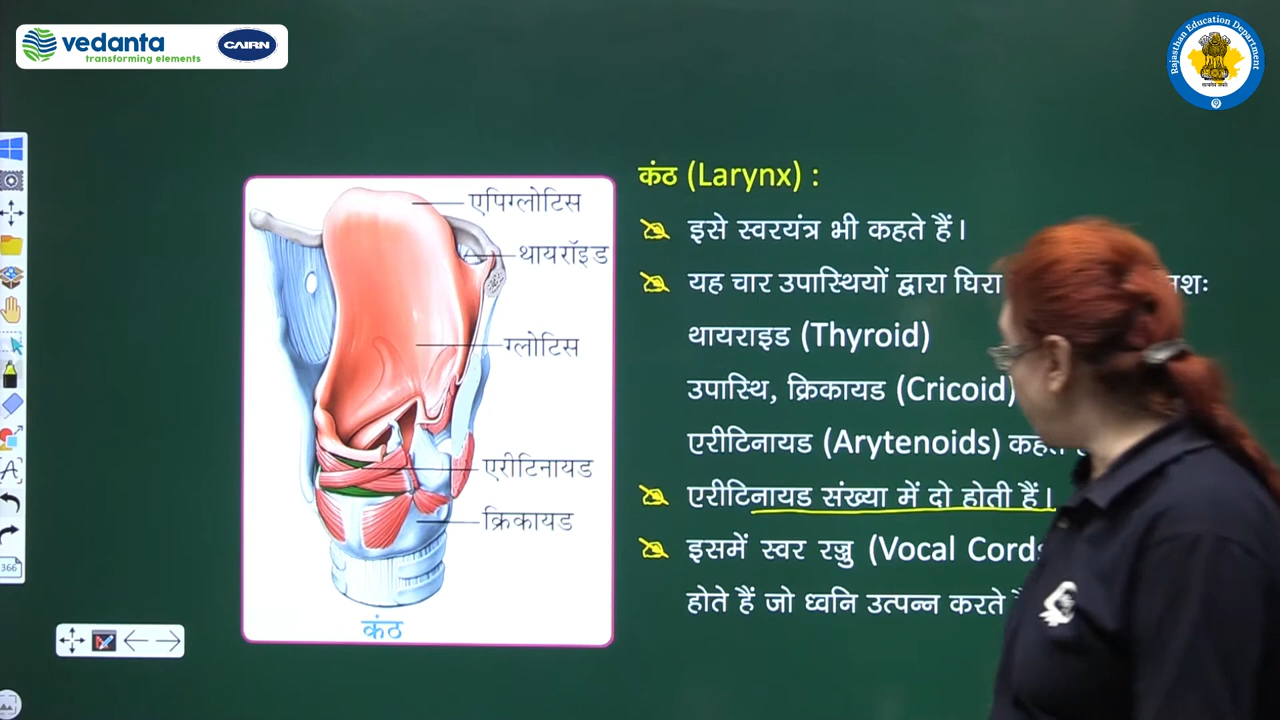 vedanta
transforming elements
CAIRN
Rajasthan Education Department
कंठ (Larynx) :
इसे स्वरयंत्र भी कहते हैं।
यह चार उपास्थियों द्वारा घिरा
थायराइड (Thyroid)
उपास्थि, क्रिकायड (Cricoid)
एरीटिनायड (Arytenoids)
एरीटिनायड संख्या में दो होती हैं।
इसमें स्वर रज्जु (Vocal Cords
होते हैं जो ध्वनि उत्पन्न करते
एपिग्लोटिस
थायरॉइड
ग्लोटिस
एरीटिनायड
क्रिकायड
कंठ
366